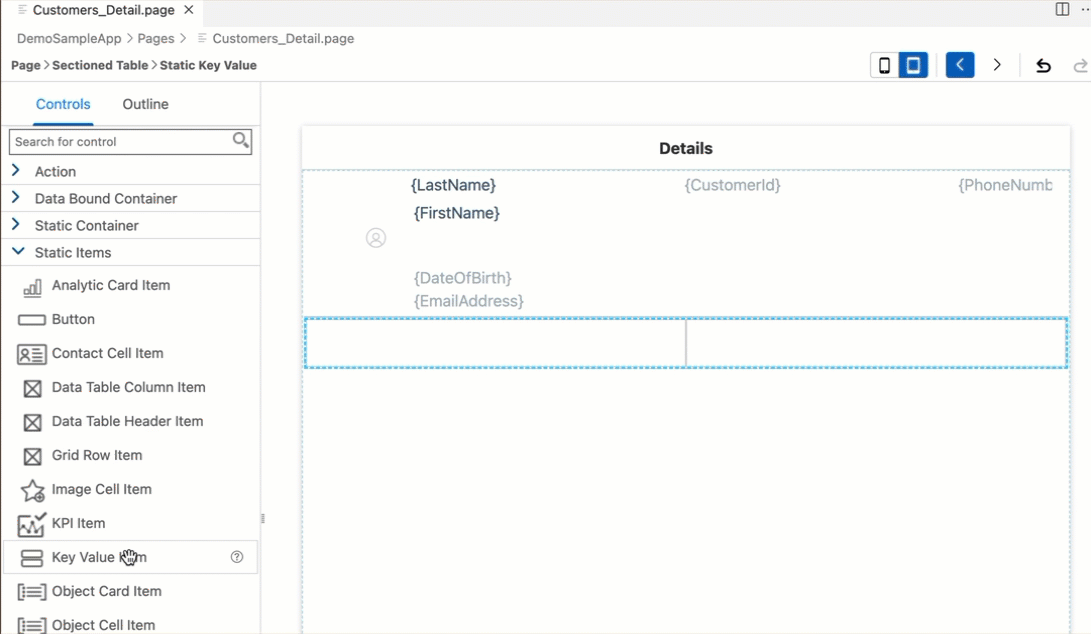 Customers_Detail.page
DemoSampleApp > Pages > Customers_Detail.page
Page > Sectioned Table > Static Key Value
Controls Outline
Search for control
Action
Data Bound Container
Static Container
Static Items
Analytic Card Item
Button
Contact Cell Item
Data Table Column Item
Data Table Header Item
Grid Row Item
Image Cell Item
KPI Item
Key Value Item
Object Card Item
Object Cell Item
Details
{LastName} {CustomerId} {PhoneNumb
{FirstName}
{DateOfBirth}
{EmailAddress}